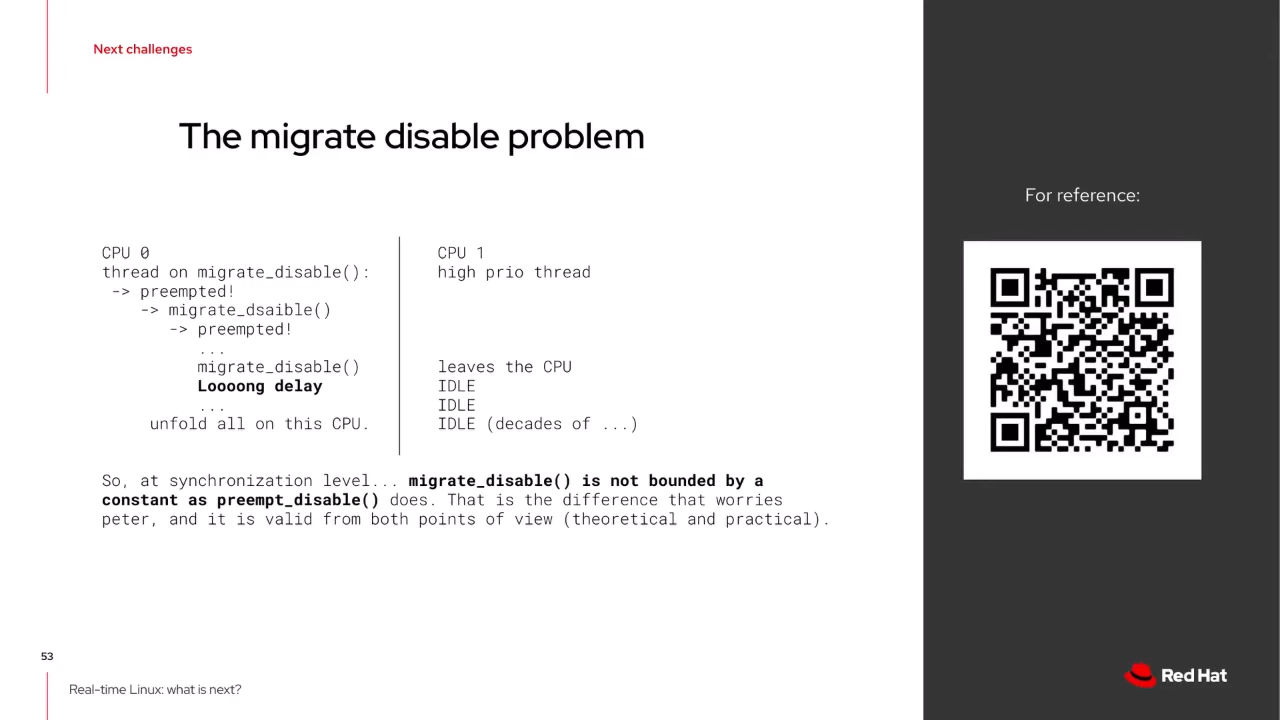 Next challenges
The migrate disable problem
CPU 0
thread on migrate_disable():
-> preempted!
-> migrate_dsaible()
-> preempted!
...
migrate_disable()
Loooong delay
...
unfold all on this CPU.
CPU 1
high prio thread
leaves the CPU
IDLE
IDLE
IDLE (decades of ...)
So, at synchronization level... migrate_disable() is not bounded by a
constant as preempt_disable() does. That is the difference that worries
peter, and it is valid from both points of view (theoretical and practical).
For reference:
53
Real-time Linux: what is next?
Red Hat